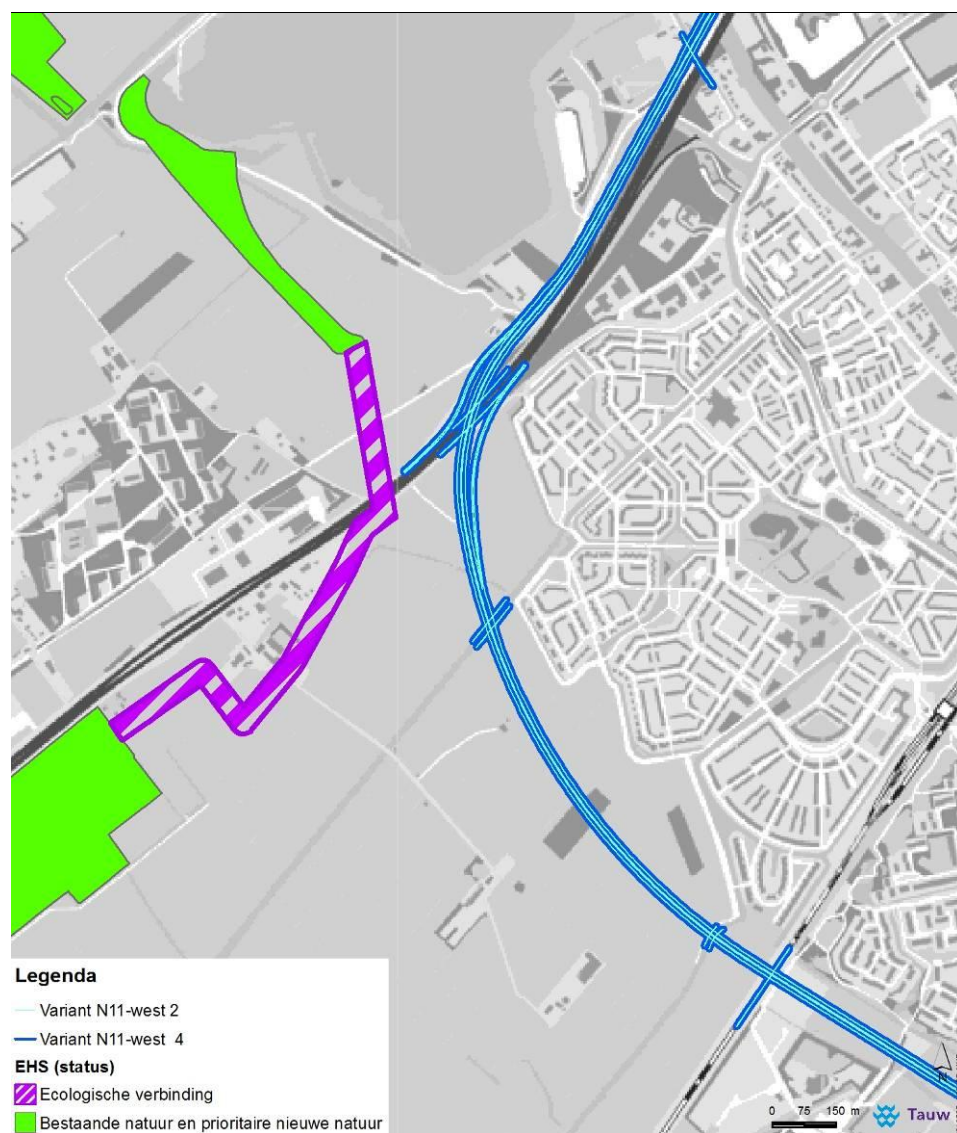 Legenda
Variant N11-west 2
Variant N11-west 4
EHS (status)
Ecologische verbinding
Bestaande natuur en prioritaire nieuwe natuur
N
0 75 150 m
Tauw